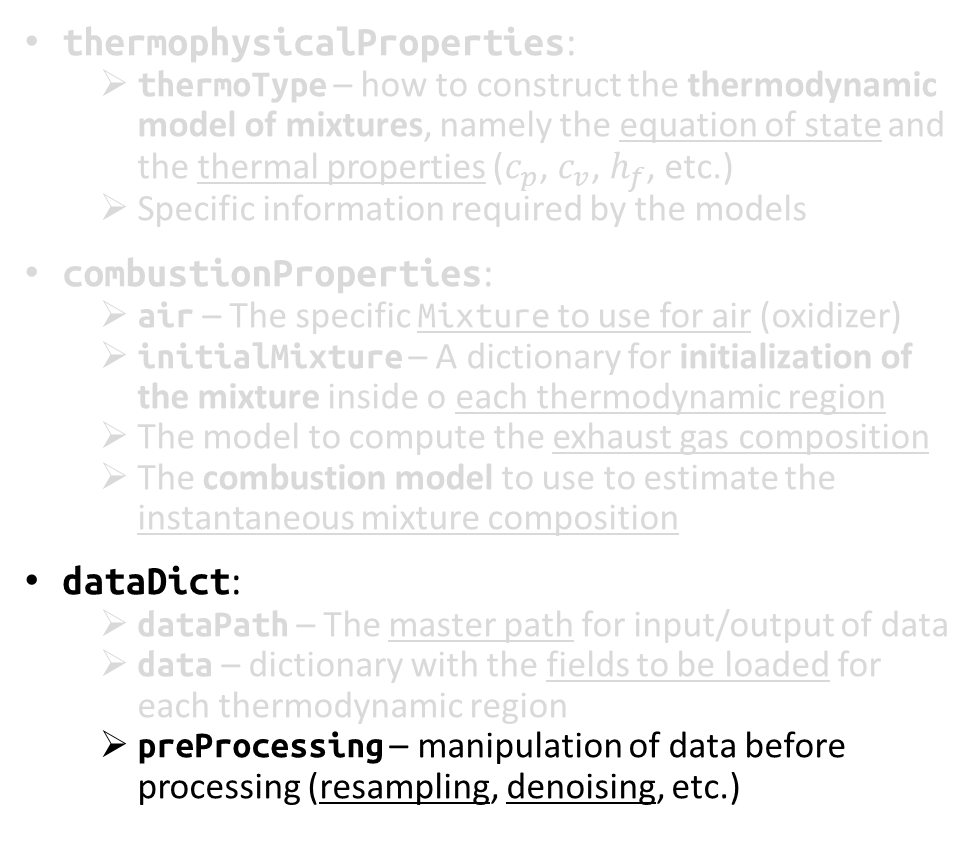 • thermophysicalProperties:
➢ thermoType – how to construct the thermodynamic
model of mixtures, namely the equation of state and
the thermal properties (cₚ, cᵥ, h_f, etc.)
➢ Specific information required by the models
• combustionProperties:
➢ air – The specific Mixture to use for air (oxidizer)
➢ initialMixture – A dictionary for initialization of
the mixture inside o each thermodynamic region
➢ The model to compute the exhaust gas composition
➢ The combustion model to use to estimate the
instantaneous mixture composition
• dataDict:
➢ dataPath – The master path for input/output of data
➢ data – dictionary with the fields to be loaded for
each thermodynamic region
➢ preProcessing – manipulation of data before
processing (resampling, denoising, etc.)